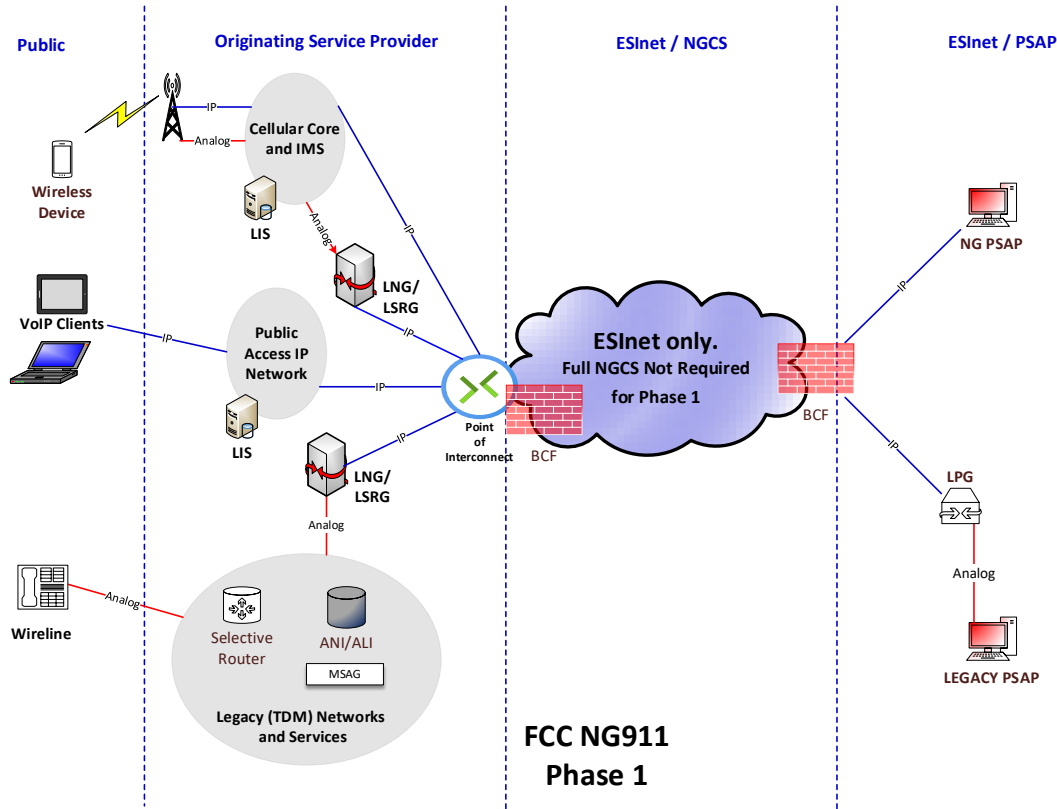 Public
Originating Service Provider
ESInet / NGCS
ESInet / PSAP
IP
Analog
Cellular Core
and IMS
Wireless
Device
LIS
Analog
IP
LNG/
LSRG
IP
NG PSAP
IP
VoIP Clients
IP
Public
Access IP
Network
IP
LIS
Point
of
Interconnect
ESInet only.
Full NGCS Not Required
for Phase 1
BCF
BCF
IP
LNG/
LSRG
IP
LPG
Analog
Analog
LEGACY PSAP
Wireline
Analog
Selective
Router
ANI/ALI
MSAG
Legacy (TDM) Networks
and Services
FCC NG911
Phase 1